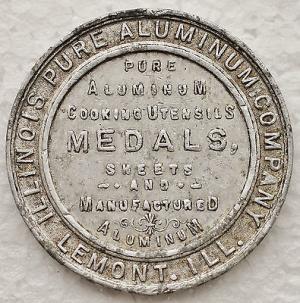 ILLINOIS PURE ALUMINUM COMPANY
LEMONT. ILL.
PURE
ALUMINUM
COOKING UTENSILS
MEDALS,
SHEETS
AND
MANUFACTURED
ALUMINUM